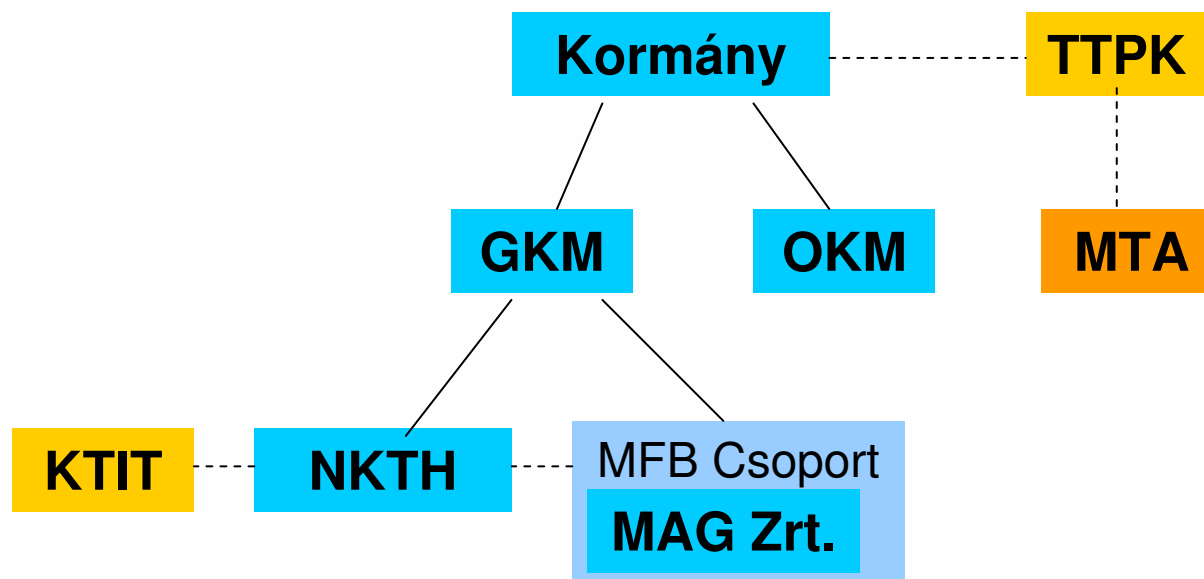 Kormány
TTPK
GKM
OKM
MTA
KTIT
NKTH
MFB Csoport
MAG Zrt.